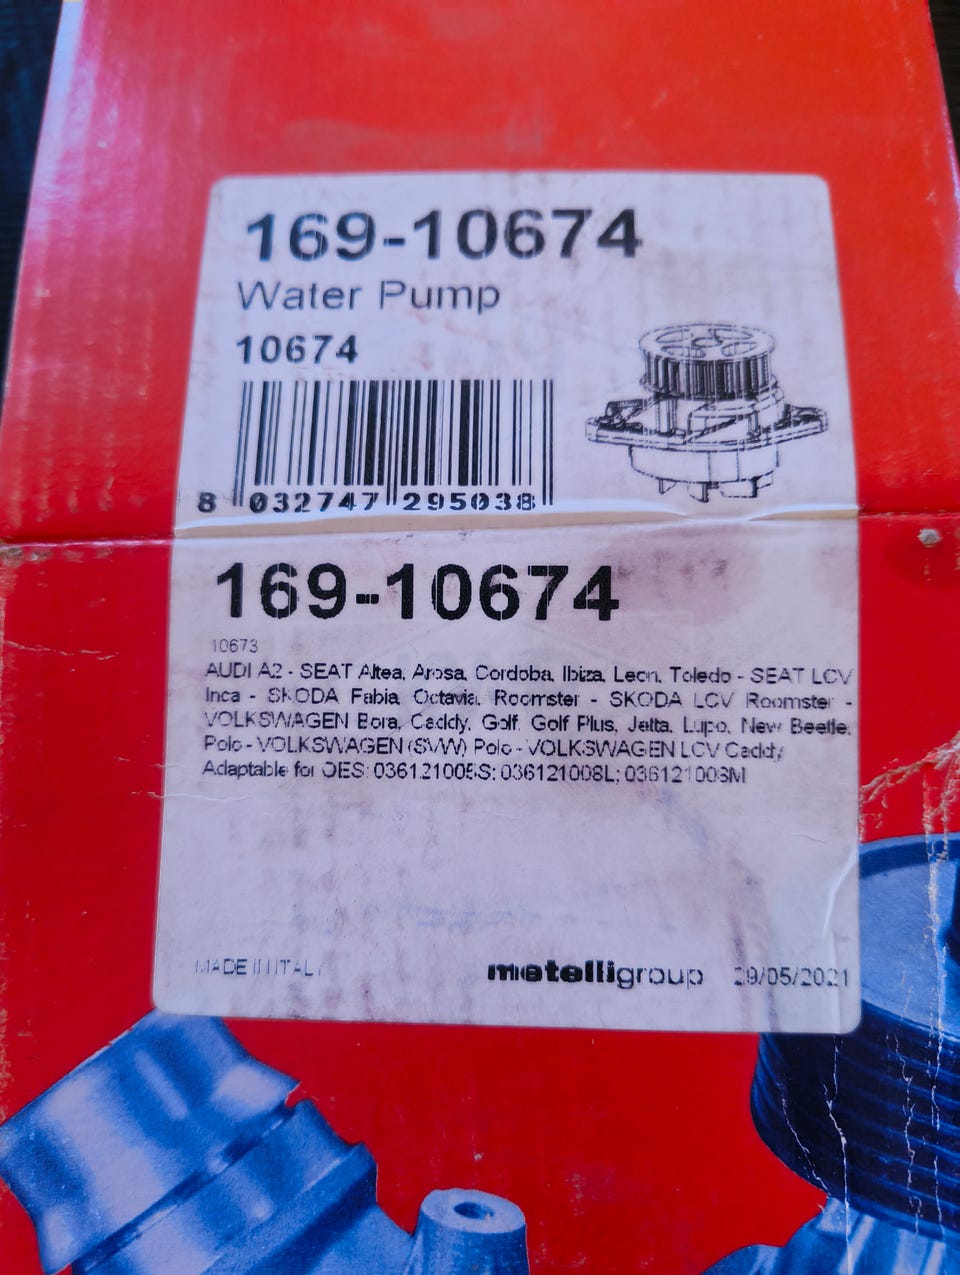 169-10674
Water Pump
10674
8 032747 295038
169-10674
10673
AUDI A2 - SEAT Altea, Arosa, Cordoba, Ibiza, Leon, Toledo - SEAT LCV
Inca - SKODA Fabia, Octavia, Roomster - SKODA LCV Roomster -
VOLKSWAGEN Bora, Caddy, Golf, Golf Plus, Jetta, Lupo, New Beetle,
Polo - VOLKSWAGEN (SVW) Polo - VOLKSWAGEN LCV Caddy
Adaptable for OES: 036121005S; 036121008L; 036121008M
MADE IN ITALY
metelligroup 29/05/2021